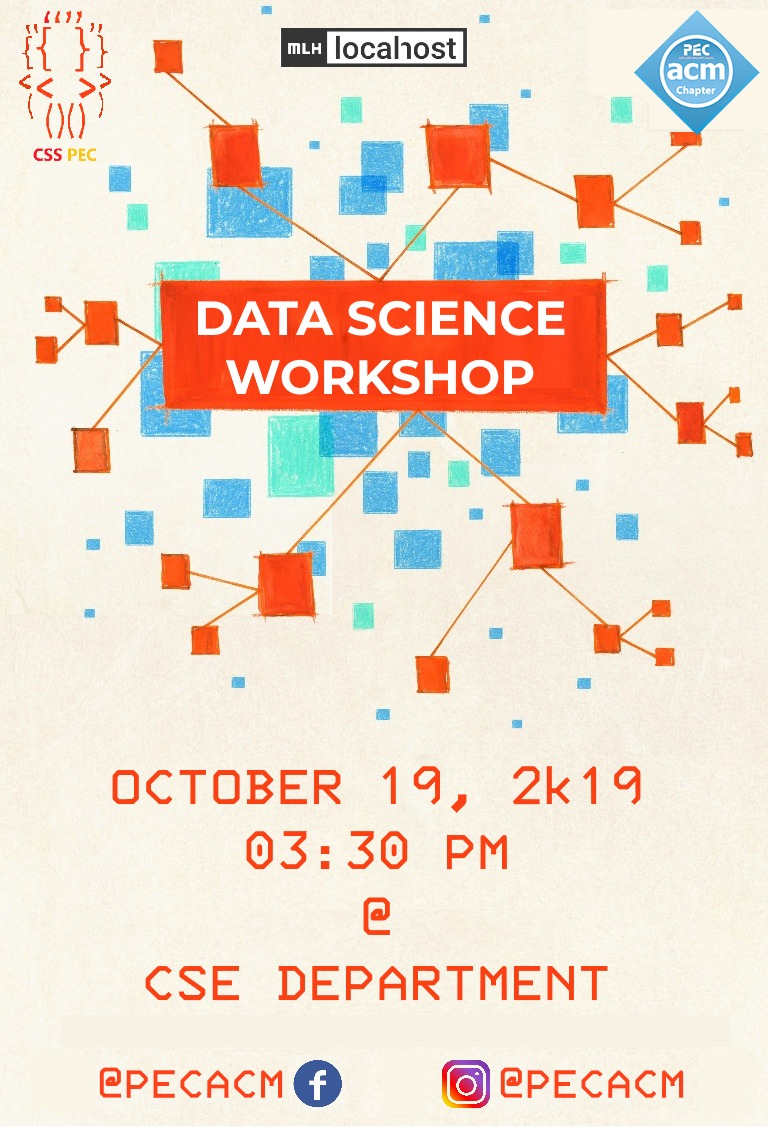 CSS PEC
MLH locahost
PEC
acm
Chapter
DATA SCIENCE
WORKSHOP
OCTOBER 19, 2k19
03:30 PM
@
CSE DEPARTMENT
@PECACM
@PECACM